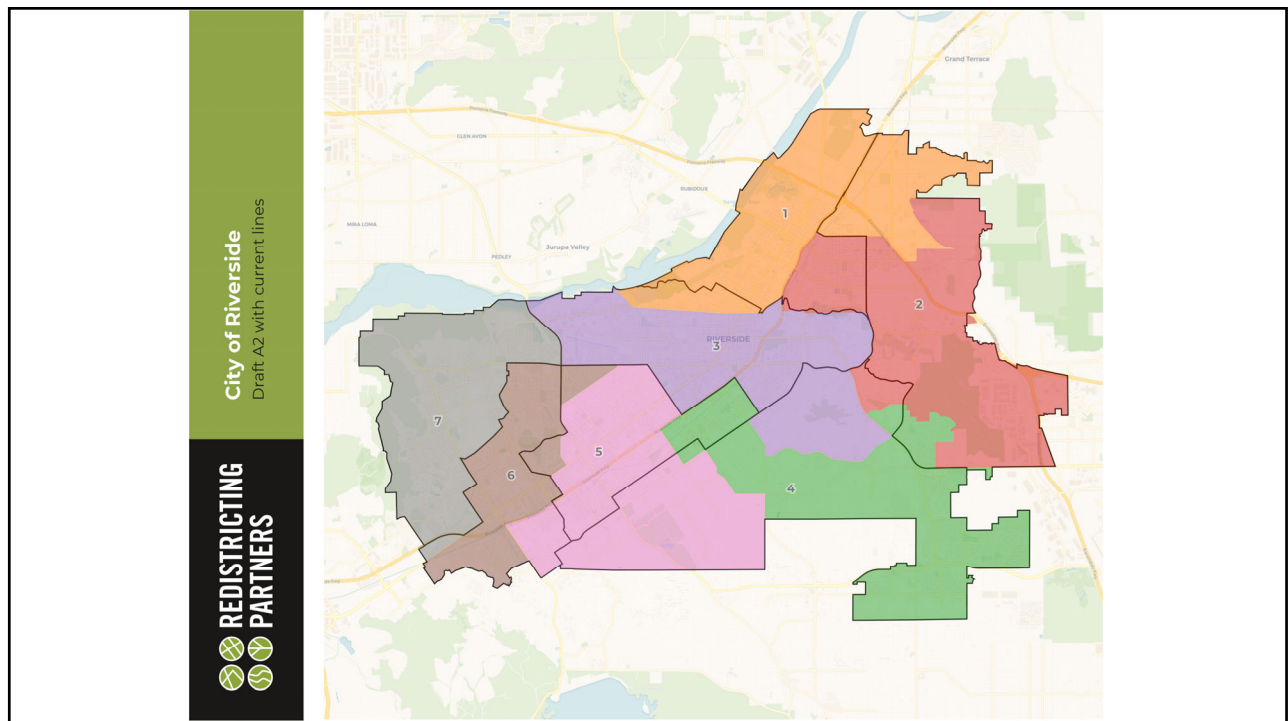 City of Riverside
Draft A2 with current lines
REDISTRICTING
PARTNERS
Grand Terrace
GLEN AVON
RUBIDOUX
MIRA LOMA
Jurupa Valley
PEDLEY
1
2
RIVERSIDE
3
7
5
6
4